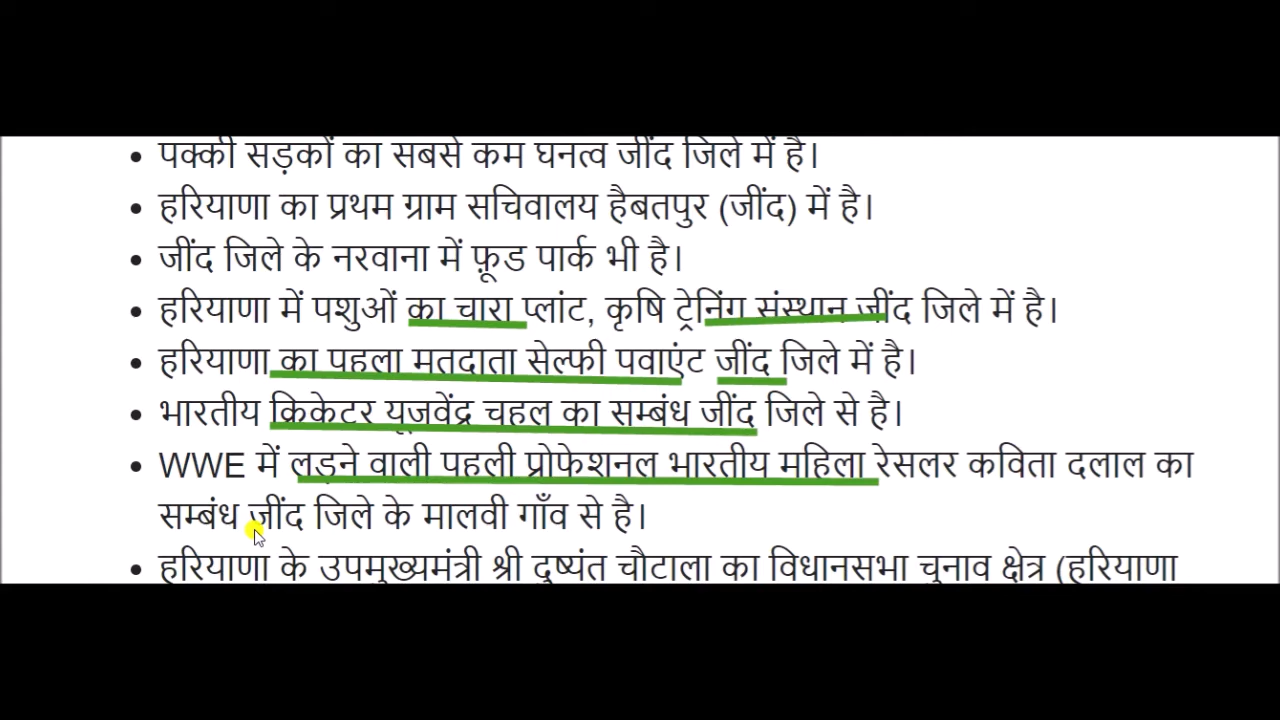 • पक्की सड़कों का सबसे कम घनत्व जींद जिले में है।
• हरियाणा का प्रथम ग्राम सचिवालय हैबतपुर (जींद) में है।
• जींद जिले के नरवाना में फ़ूड पार्क भी है।
• हरियाणा में पशुओं का चारा प्लांट, कृषि ट्रेनिंग संस्थान जींद जिले में है।
• हरियाणा का पहला मतदाता सेल्फी पवाएंट जींद जिले में है।
• भारतीय क्रिकेटर यूजवेंद्र चहल का सम्बंध जींद जिले से है।
• WWE में लड़ने वाली पहली प्रोफेशनल भारतीय महिला रेसलर कविता दलाल का
सम्बंध जींद जिले के मालवी गाँव से है।
• हरियाणा के उपमुख्यमंत्री श्री दुष्यंत चौटाला का विधानसभा चुनाव क्षेत्र (हरियाणा